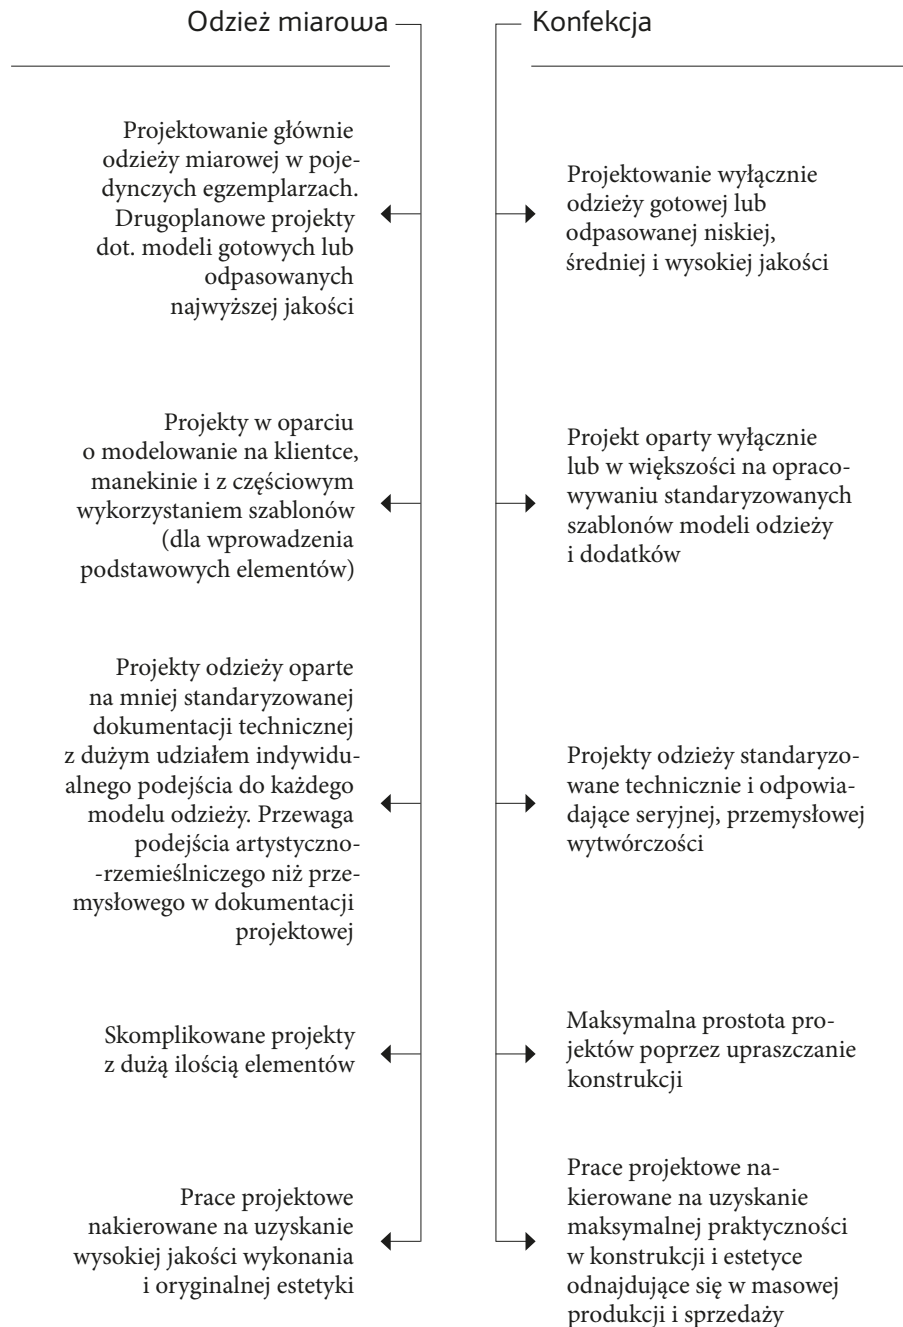 Odzież miarowa
Projektowanie głównie
odzieży miarowej w poje-
dynczych egzemplarzach.
Drugoplanowe projekty
dot. modeli gotowych lub
odpasowanych
najwyższej jakości
Projekty w oparciu
o modelowanie na klientce,
manekinie i z częściowym
wykorzystaniem szablonów
(dla wprowadzenia
podstawowych elementów)
Projekty odzieży oparte
na mniej standaryzowanej
dokumentacji technicznej
z dużym udziałem indywidu-
alnego podejścia do każdego
modelu odzieży. Przewaga
podejścia artystyczno-
-rzemieślniczego niż prze-
mysłowego w dokumentacji
projektowej
Skomplikowane projekty
z dużą ilością elementów
Prace projektowe
nakierowane na uzyskanie
wysokiej jakości wykonania
i oryginalnej estetyki
Konfekcja
Projektowanie wyłącznie
odzieży gotowej lub
odpasowanej niskiej,
średniej i wysokiej jakości
Projekt oparty wyłącznie
lub w większości na opraco-
wywaniu standaryzowanych
szablonów modeli odzieży
i dodatków
Projekty odzieży standaryzo-
wane technicznie i odpowia-
dające seryjnej, przemysłowej
wytwórczości
Maksymalna prostota pro-
jektów poprzez upraszczanie
konstrukcji
Prace projektowe na-
kierowane na uzyskanie
maksymalnej praktyczności
w konstrukcji i estetyce
odnajdujące się w masowej
produkcji i sprzedaży